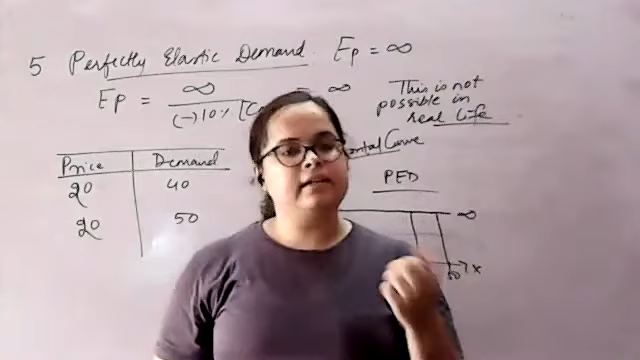 5 Perfectly Elastic Demand. Ep = ∞
Ep = ∞ / (-) 10% = ∞
This is not
possible in
real life
Curve
Price Demand
20 40
20 50
PED
∞
50 X